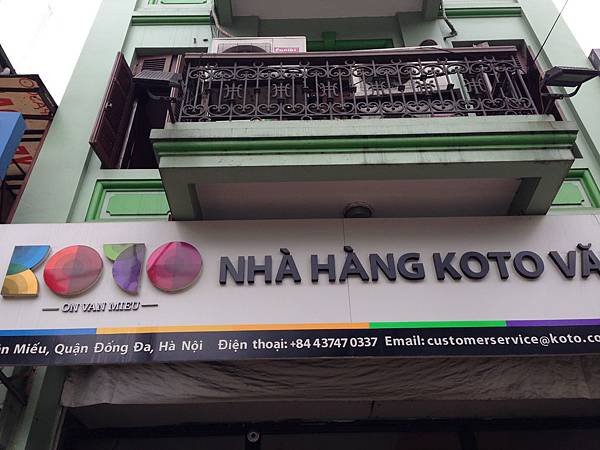 KOTO
ON VAN MIEU
NHÀ HÀNG KOTO VĂ
n Miếu, Quận Đống Đa, Hà Nội Điện thoại: +84 43747 0337 Email: customerservice@koto.co